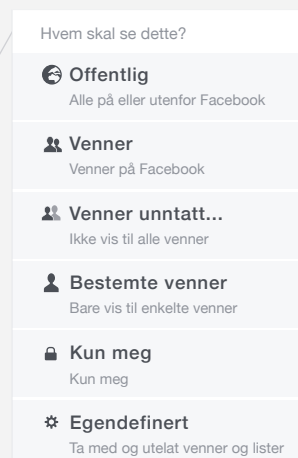 Hvem skal se dette?
Offentlig
Alle på eller utenfor Facebook
Venner
Venner på Facebook
Venner unntatt...
Ikke vis til alle venner
Bestemte venner
Bare vis til enkelte venner
Kun meg
Kun meg
Egendefinert
Ta med og utelat venner og lister